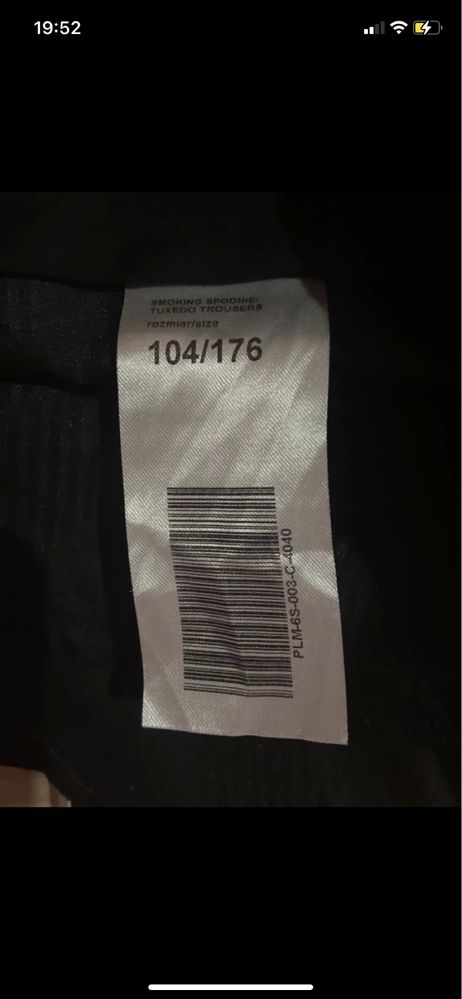 19:52
SMOKING SPODNIE/
TUXEDO TROUSERS
rozmiar/size
104/176
PLM-6S-003-C-4040